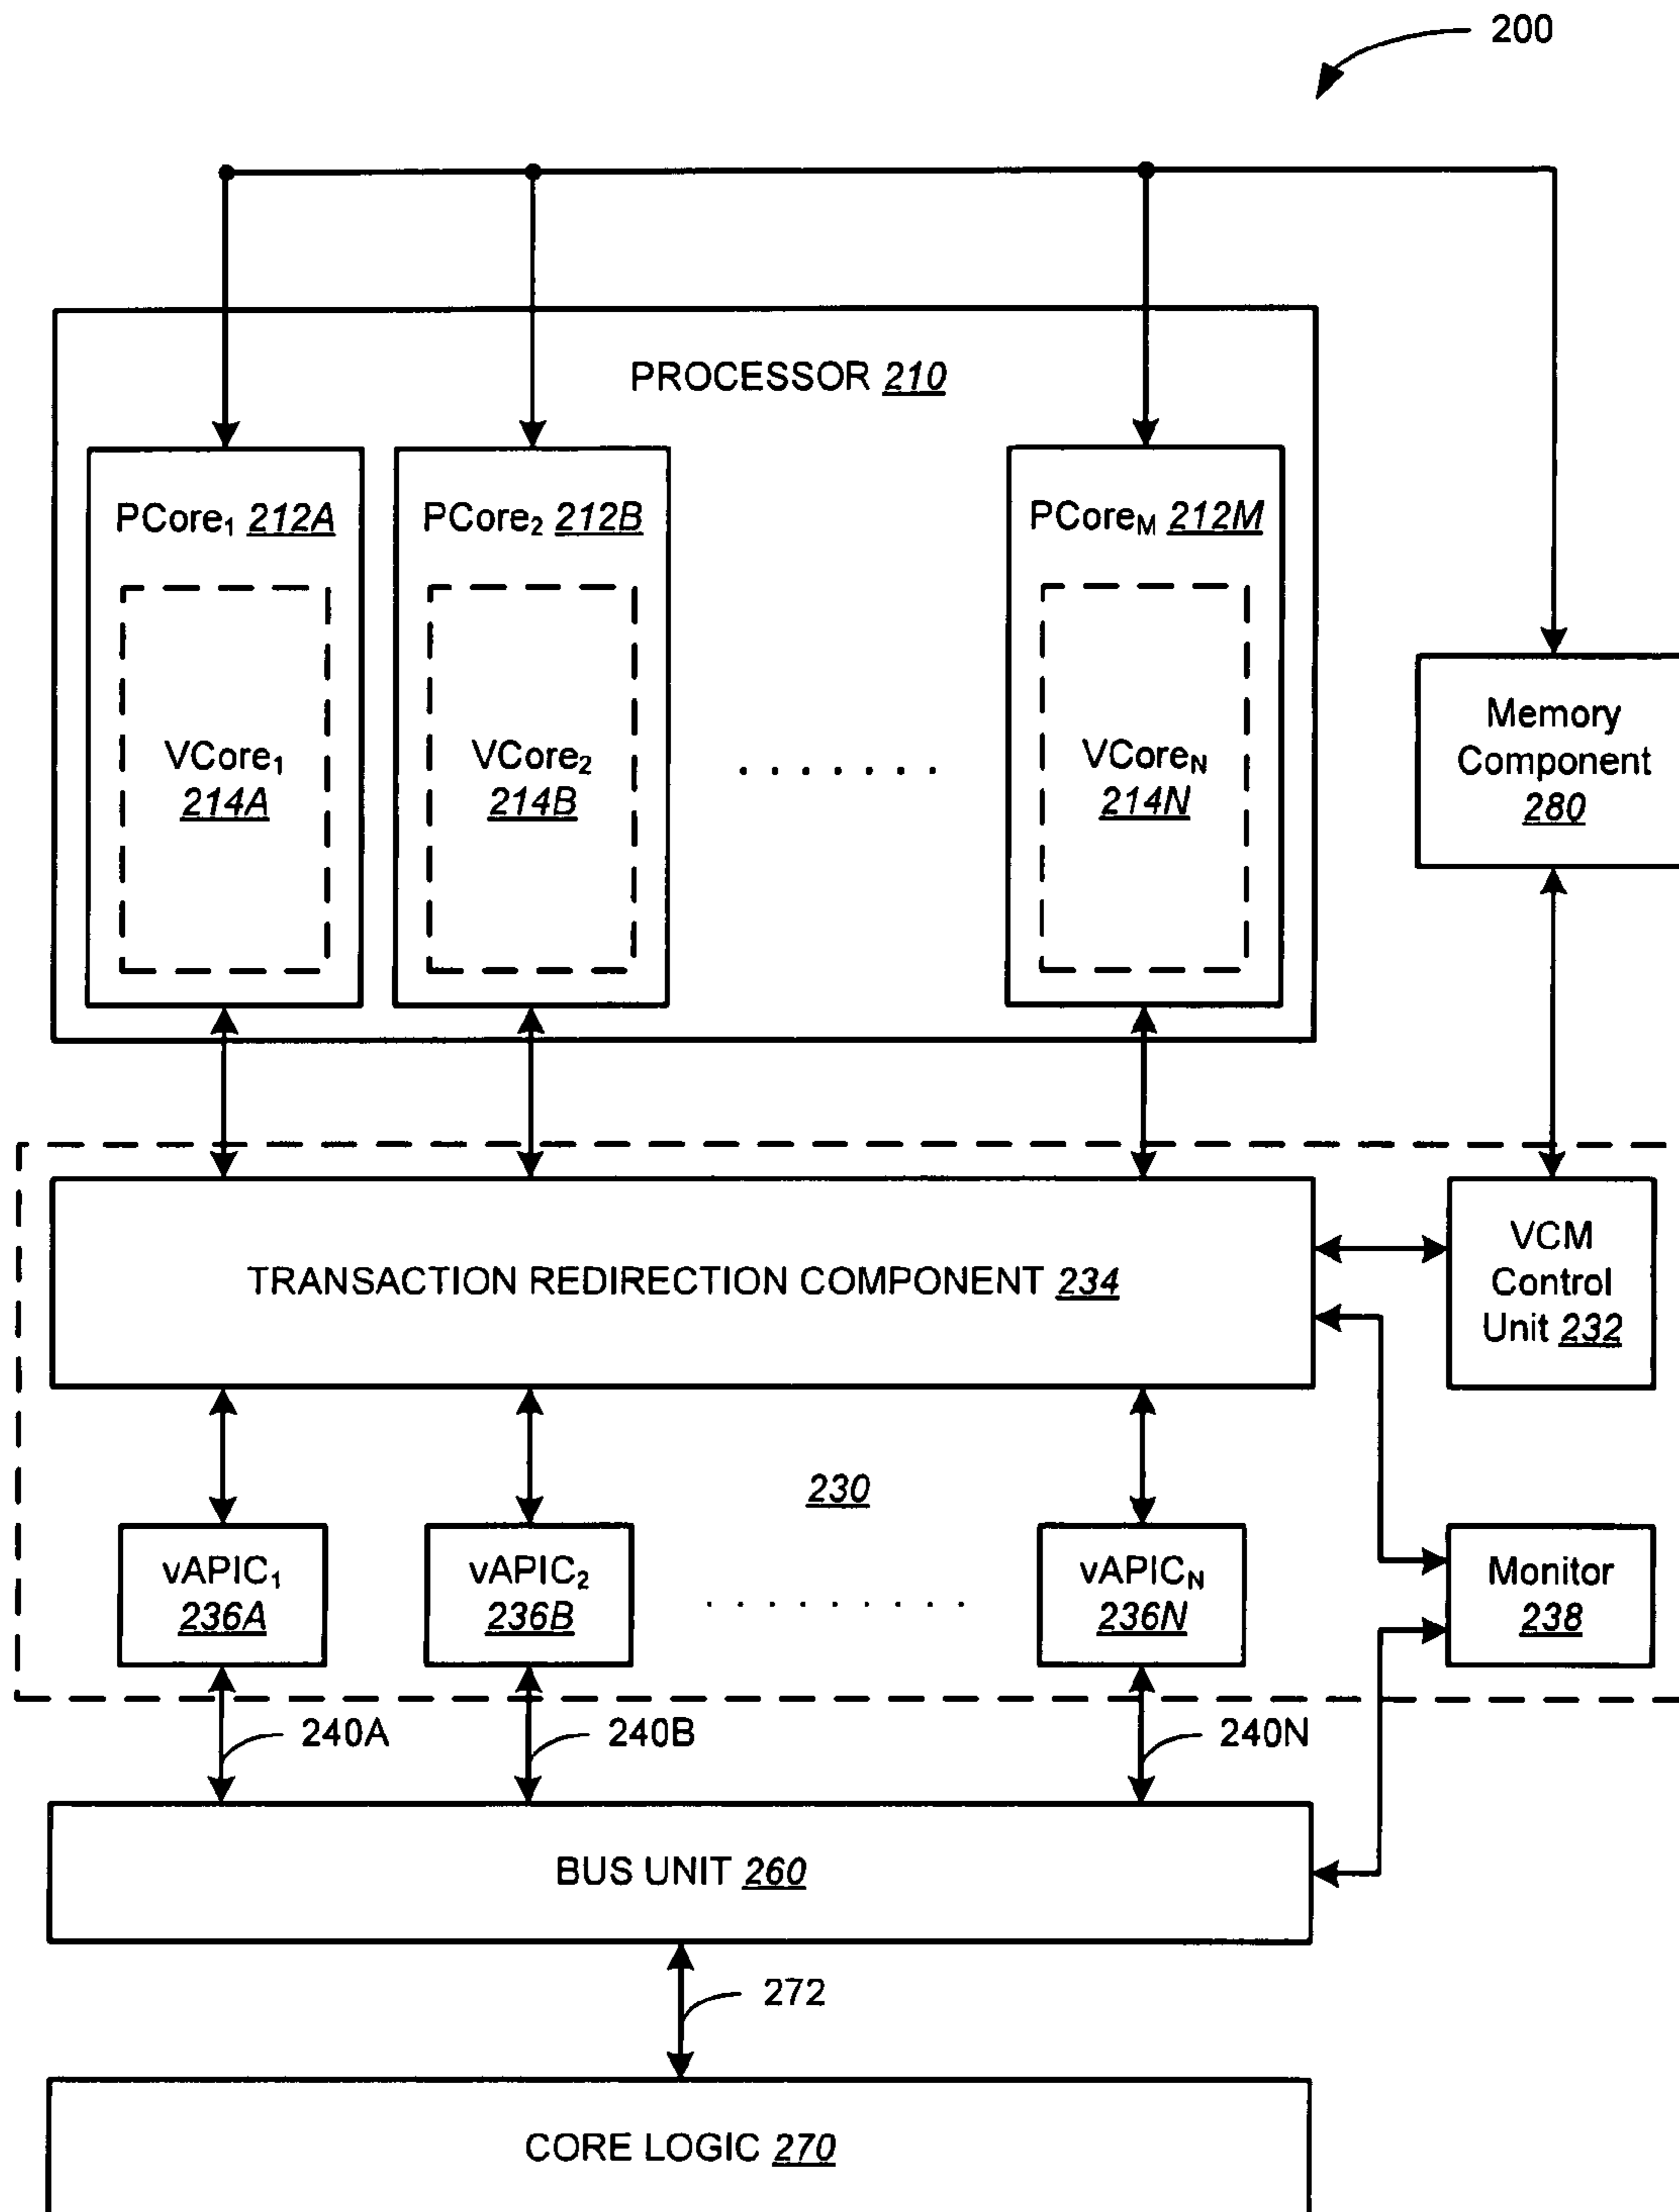 200
PROCESSOR 210
PCore₁ 212A
PCore₂ 212B
PCoreM 212M
VCore₁
214A
VCore₂
214B
VCoreN
214N
Memory
Component
280
TRANSACTION REDIRECTION COMPONENT 234
VCM
Control
Unit 232
230
vAPIC₁
236A
vAPIC₂
236B
vAPICN
236N
Monitor
238
240A
240B
240N
BUS UNIT 260
272
CORE LOGIC 270